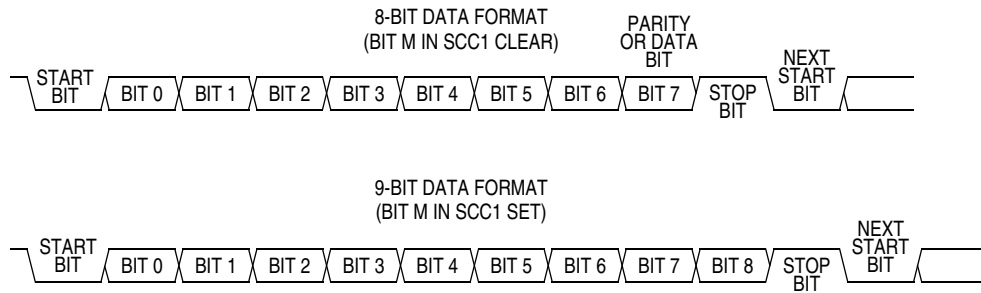 8-BIT DATA FORMAT
(BIT M IN SCC1 CLEAR)
PARITY
OR DATA
BIT
START
BIT
BIT 0
BIT 1
BIT 2
BIT 3
BIT 4
BIT 5
BIT 6
BIT 7
STOP
BIT
NEXT
START
BIT
9-BIT DATA FORMAT
(BIT M IN SCC1 SET)
START
BIT
BIT 0
BIT 1
BIT 2
BIT 3
BIT 4
BIT 5
BIT 6
BIT 7
BIT 8
STOP
BIT
NEXT
START
BIT